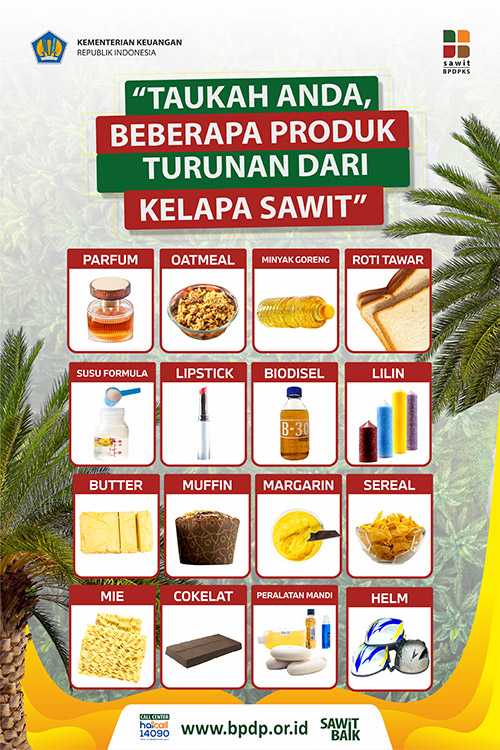 KEMENTERIAN KEUANGAN
REPUBLIK INDONESIA
sawit
BPDPKS
“TAUKAH ANDA,
BEBERAPA PRODUK
TURUNAN DARI
KELAPA SAWIT”
PARFUM
OATMEAL
MINYAK GORENG
ROTI TAWAR
SUSU FORMULA
LIPSTICK
BIODISEL
LILIN
B-30
BUTTER
MUFFIN
MARGARIN
SEREAL
MIE
COKELAT
PERALATAN MANDI
HELM
CALL CENTER
halo call
14090
www.bpdp.or.id
SAWIT
BAIK